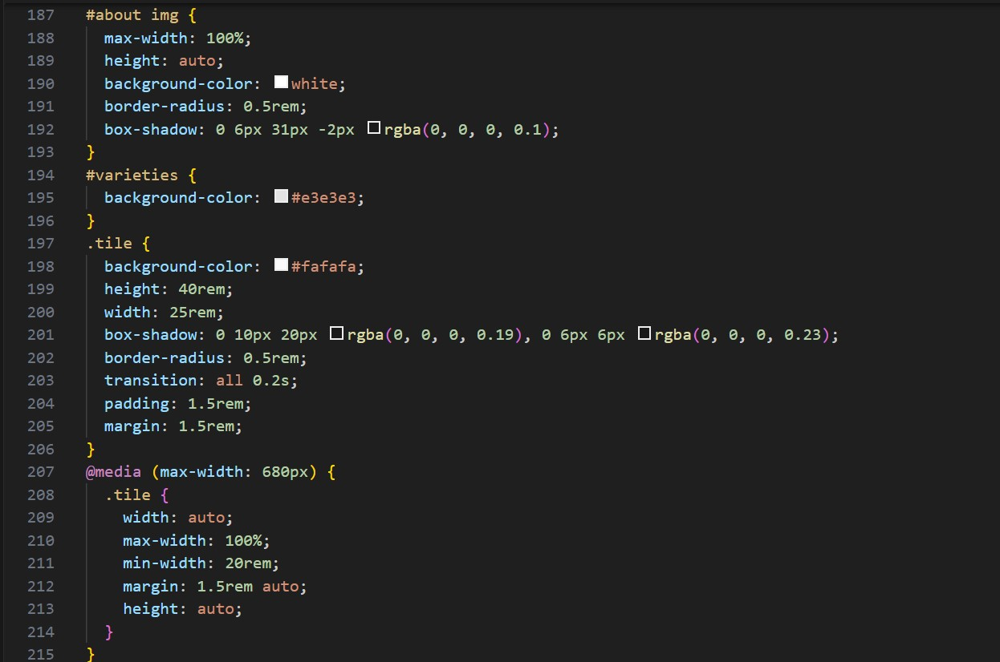 187 #about img {
188 max-width: 100%;
189 height: auto;
190 background-color: white;
191 border-radius: 0.5rem;
192 box-shadow: 0 6px 31px -2px rgba(0, 0, 0, 0.1);
193 }
194 #varieties {
195 background-color: #e3e3e3;
196 }
197 .tile {
198 background-color: #fafafa;
199 height: 40rem;
200 width: 25rem;
201 box-shadow: 0 10px 20px rgba(0, 0, 0, 0.19), 0 6px 6px rgba(0, 0, 0, 0.23);
202 border-radius: 0.5rem;
203 transition: all 0.2s;
204 padding: 1.5rem;
205 margin: 1.5rem;
206 }
207 @media (max-width: 680px) {
208 .tile {
209 width: auto;
210 max-width: 100%;
211 min-width: 20rem;
212 margin: 1.5rem auto;
213 height: auto;
214 }
215 }